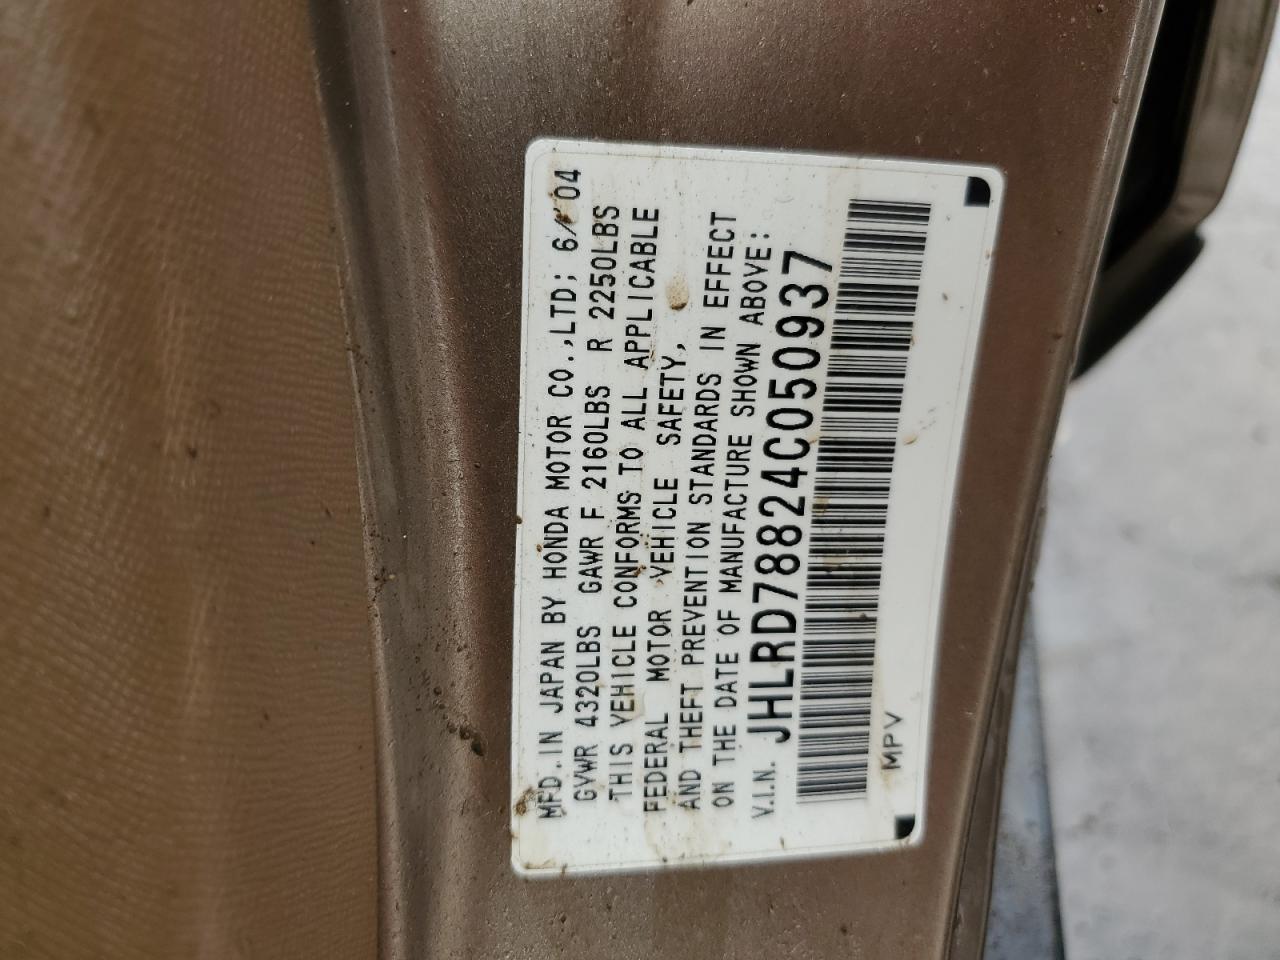 MFD. IN JAPAN BY HONDA MOTOR CO.,LTD; 6/'04
GVWR 4320LBS GAWR F 2160LBS R 2250LBS
THIS VEHICLE CONFORMS TO ALL APPLICABLE
FEDERAL MOTOR VEHICLE SAFETY,
AND THEFT PREVENTION STANDARDS IN EFFECT
ON THE DATE OF MANUFACTURE SHOWN ABOVE:
V.I.N. JHLRD78824C050937
MPV